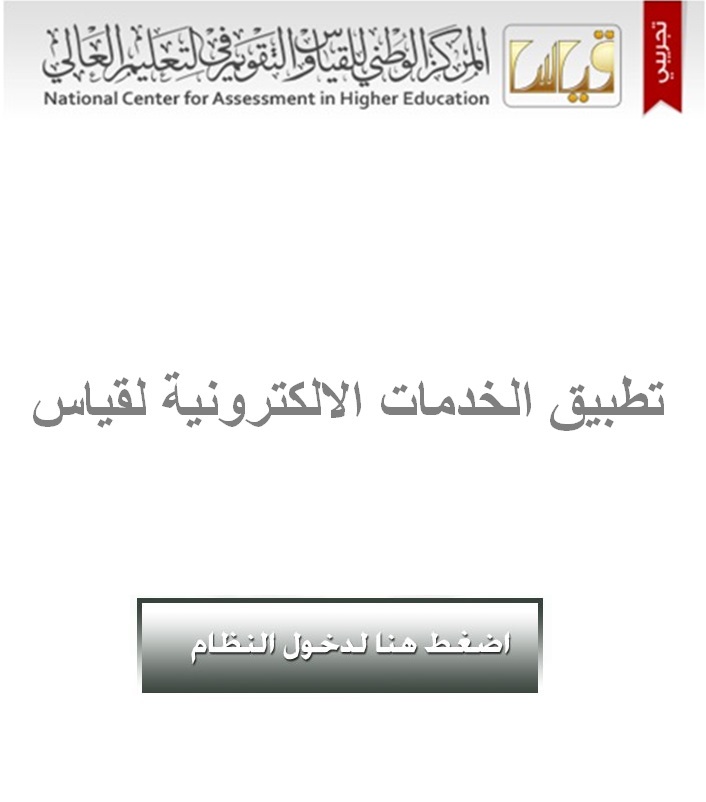 المركز الوطني للقياس والتقويم في التعليم العالي
National Center for Assessment in Higher Education
قياس
تجريبي
تطبيق الخدمات الالكترونية لقياس
اضغط هنا لدخول النظام